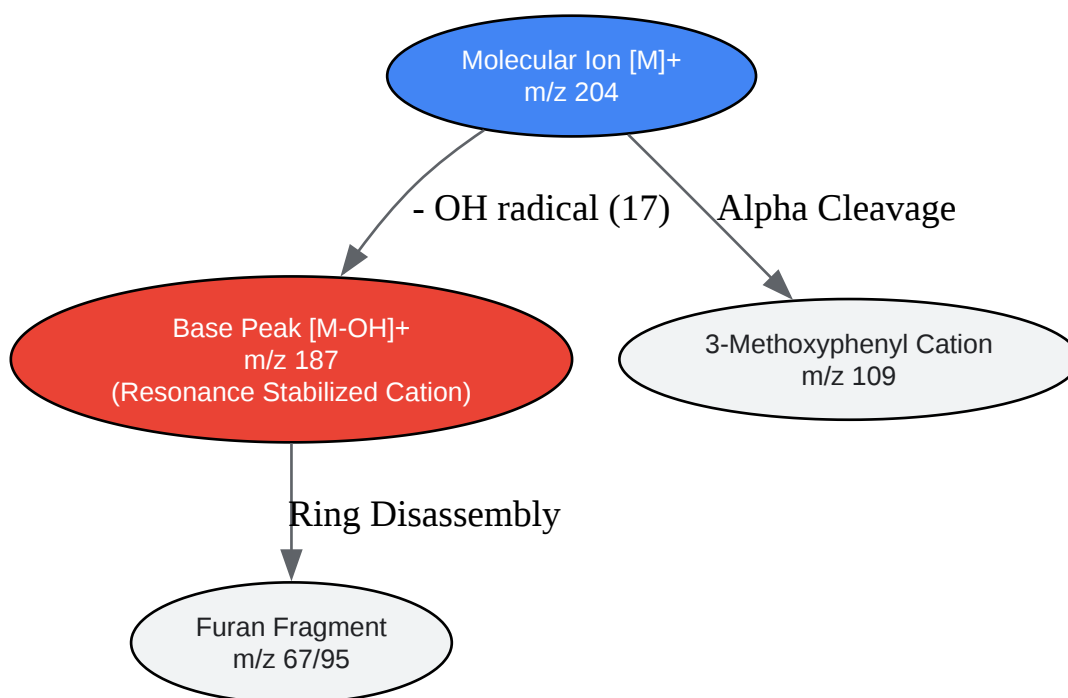 Molecular Ion [M]+
m/z 204
- OH radical (17)
Alpha Cleavage
Base Peak [M-OH]+
m/z 187
(Resonance Stabilized Cation)
3-Methoxyphenyl Cation
m/z 109
Ring Disassembly
Furan Fragment
m/z 67/95